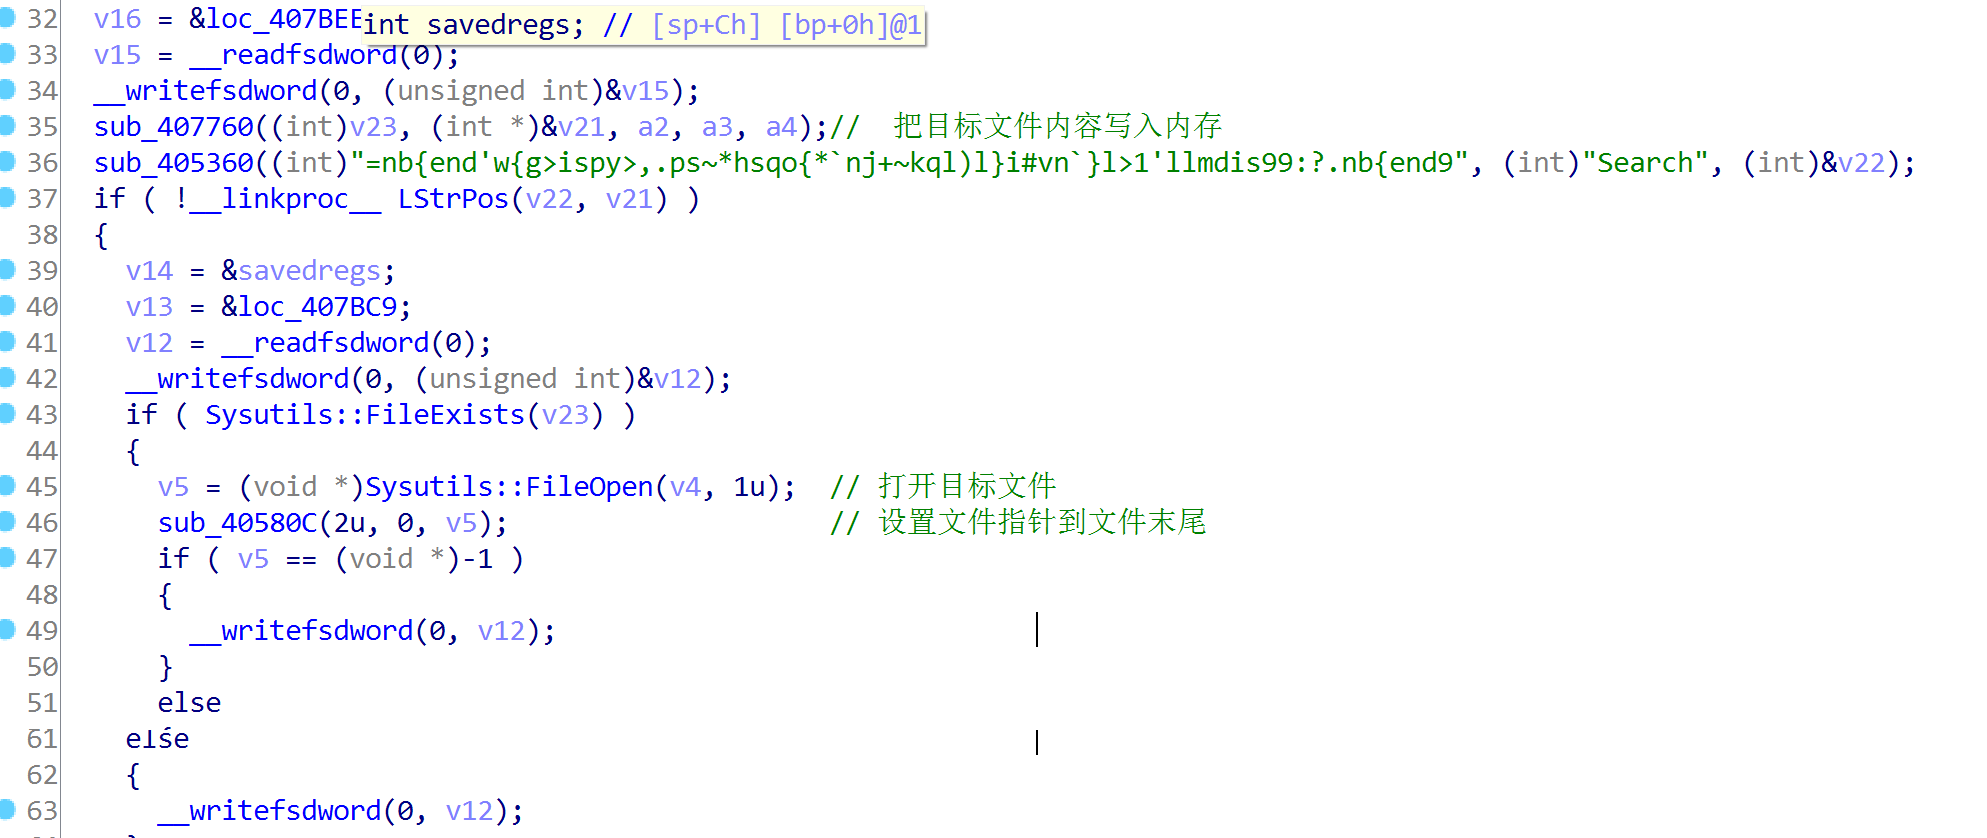 32 v16 = &loc_407BEE
int savedregs; // [sp+Ch] [bp+0h]@1
33 v15 = __readfsdword(0);
34 __writefsdword(0, (unsigned int)&v15);
35 sub_407760((int)v23, (int *)&v21, a2, a3, a4);// 把目标文件内容写入内存
36 sub_405360((int)"=nb{end'w{g>ispy>,.ps~*hsqo{*`nj+~kql)l}i#vn`}l>1'llmdis99:?.nb{end9", (int)"Search", (int)&v22);
37 if ( !__linkproc__ LStrPos(v22, v21) )
38 {
39 v14 = &savedregs;
40 v13 = &loc_407BC9;
41 v12 = __readfsdword(0);
42 __writefsdword(0, (unsigned int)&v12);
43 if ( Sysutils::FileExists(v23) )
44 {
45 v5 = (void *)Sysutils::FileOpen(v4, 1u); // 打开目标文件
46 sub_40580C(2u, 0, v5); // 设置文件指针到文件末尾
47 if ( v5 == (void *)-1 )
48 {
49 __writefsdword(0, v12);
50 }
51 else
61 else
62 {
63 __writefsdword(0, v12);